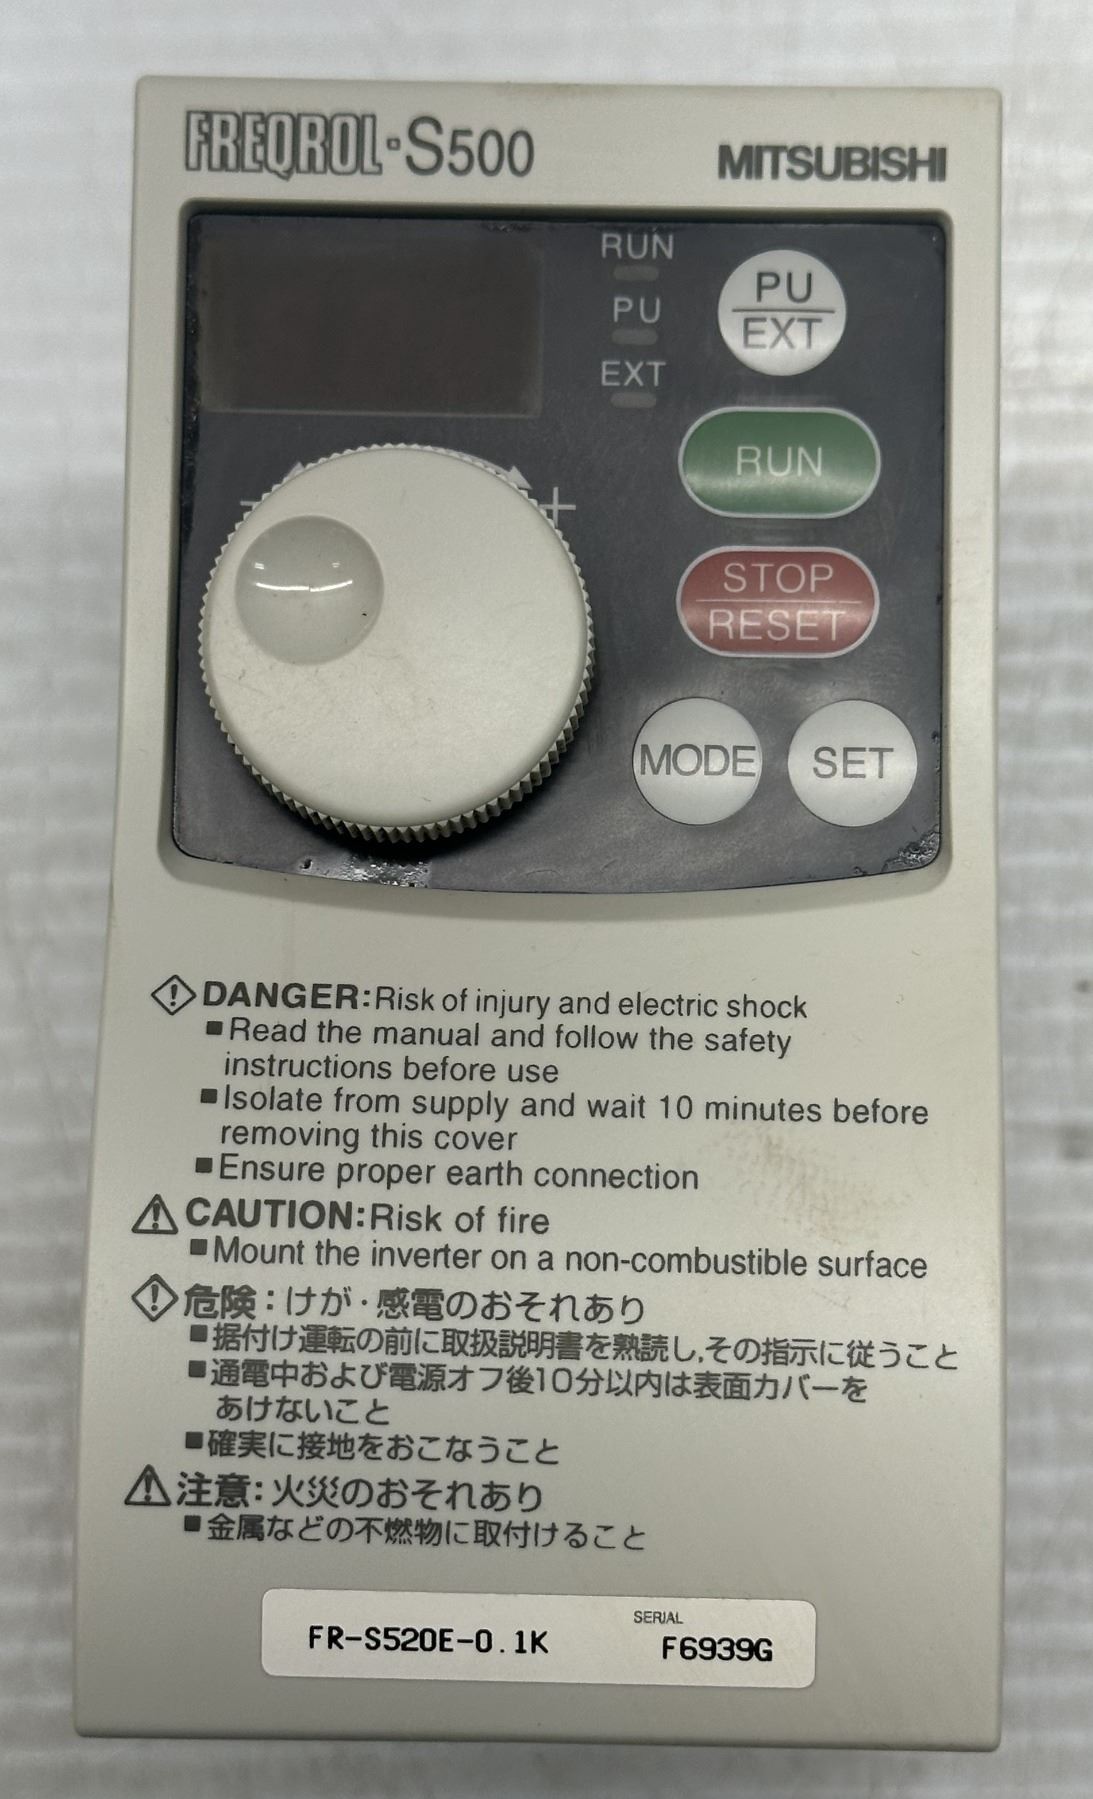 FREQROL-S500
MITSUBISHI
RUN
PU
EXT
PU
EXT
RUN
STOP
RESET
MODE
SET
− +
DANGER:Risk of injury and electric shock
■Read the manual and follow the safety
instructions before use
■Isolate from supply and wait 10 minutes before
removing this cover
■Ensure proper earth connection
CAUTION:Risk of fire
■Mount the inverter on a non-combustible surface
危険：けが・感電のおそれあり
■据付け運転の前に取扱説明書を熟読し,その指示に従うこと
■通電中および電源オフ後10分以内は表面カバーを
あけないこと
■確実に接地をおこなうこと
注意：火災のおそれあり
■金属などの不燃物に取付けること
FR-S520E-0.1K
SERIAL
F6939G